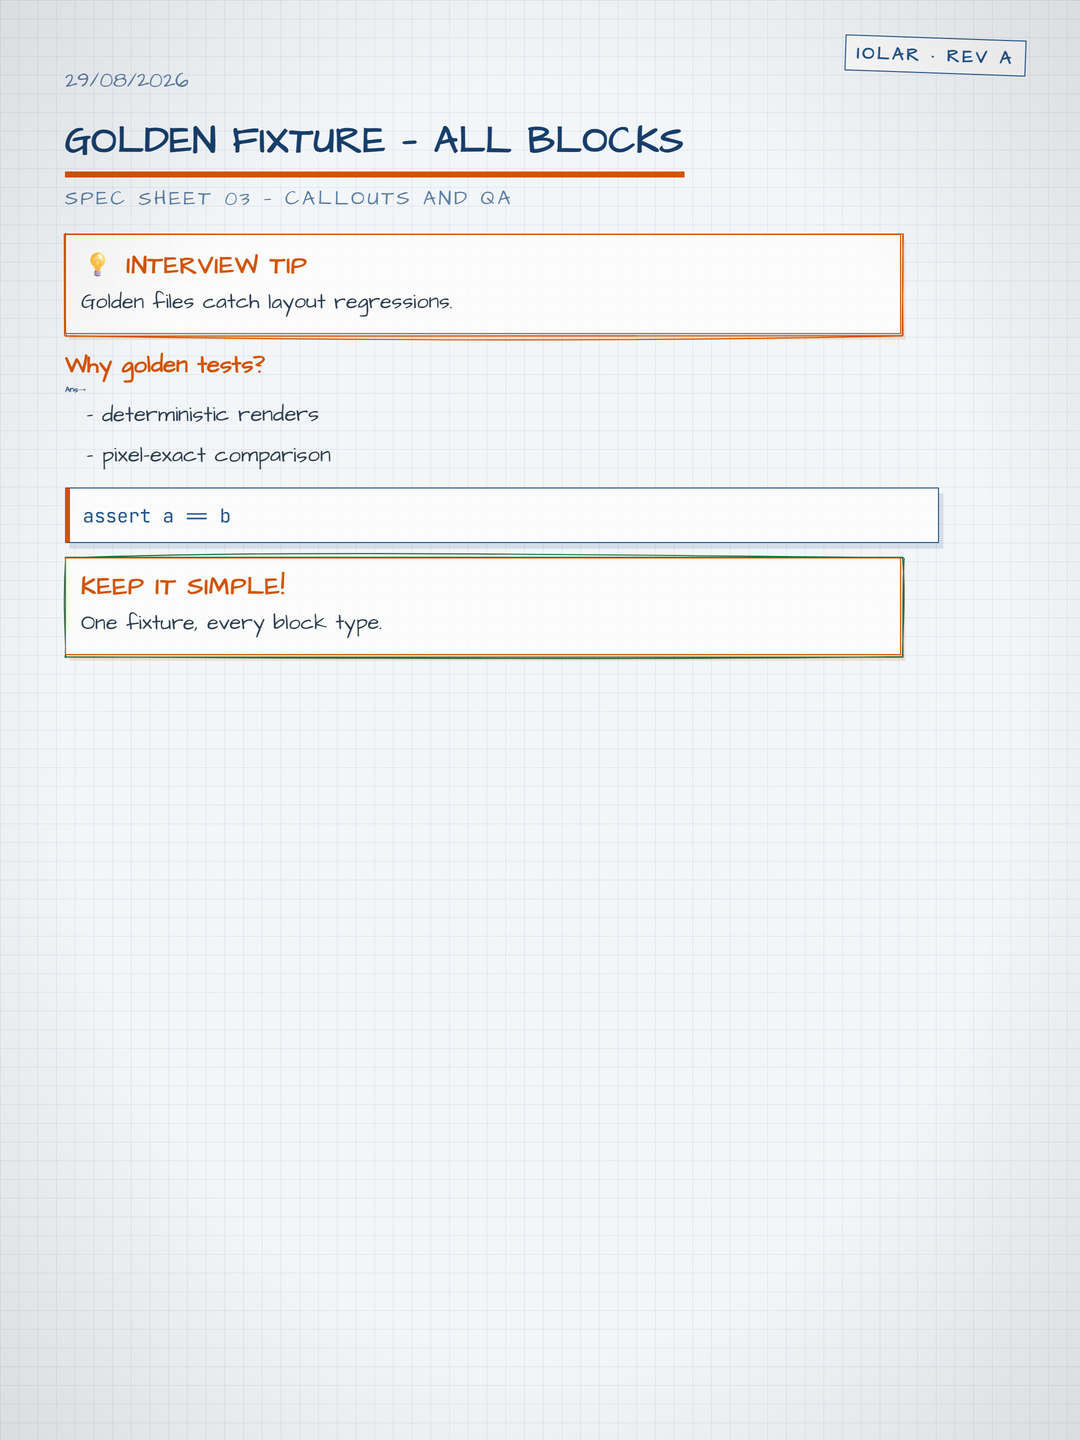 IOLAR · REV A
29/08/2026
GOLDEN FIXTURE - ALL BLOCKS
SPEC SHEET 03 - CALLOUTS AND QA
💡 INTERVIEW TIP
Golden files catch layout regressions.
Why golden tests?
Ans→
- deterministic renders
- pixel-exact comparison
assert a == b
KEEP IT SIMPLE!
One fixture, every block type.